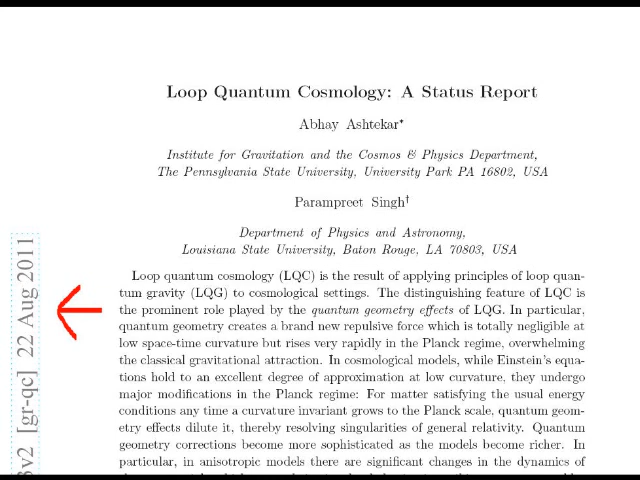 Loop Quantum Cosmology: A Status Report
Abhay Ashtekar*
Institute for Gravitation and the Cosmos & Physics Department,
The Pennsylvania State University, University Park PA 16802, USA
Parampreet Singh†
Department of Physics and Astronomy,
Louisiana State University, Baton Rouge, LA 70803, USA
Loop quantum cosmology (LQC) is the result of applying principles of loop quan-
tum gravity (LQG) to cosmological settings. The distinguishing feature of LQC is
the prominent role played by the quantum geometry effects of LQG. In particular,
quantum geometry creates a brand new repulsive force which is totally negligible at
low space-time curvature but rises very rapidly in the Planck regime, overwhelming
the classical gravitational attraction. In cosmological models, while Einstein's equa-
tions hold to an excellent degree of approximation at low curvature, they undergo
major modifications in the Planck regime: For matter satisfying the usual energy
conditions any time a curvature invariant grows to the Planck scale, quantum geom-
etry effects dilute it, thereby resolving singularities of general relativity. Quantum
geometry corrections become more sophisticated as the models become richer. In
particular, in anisotropic models there are significant changes in the dynamics of
v2 [gr-qc] 22 Aug 2011